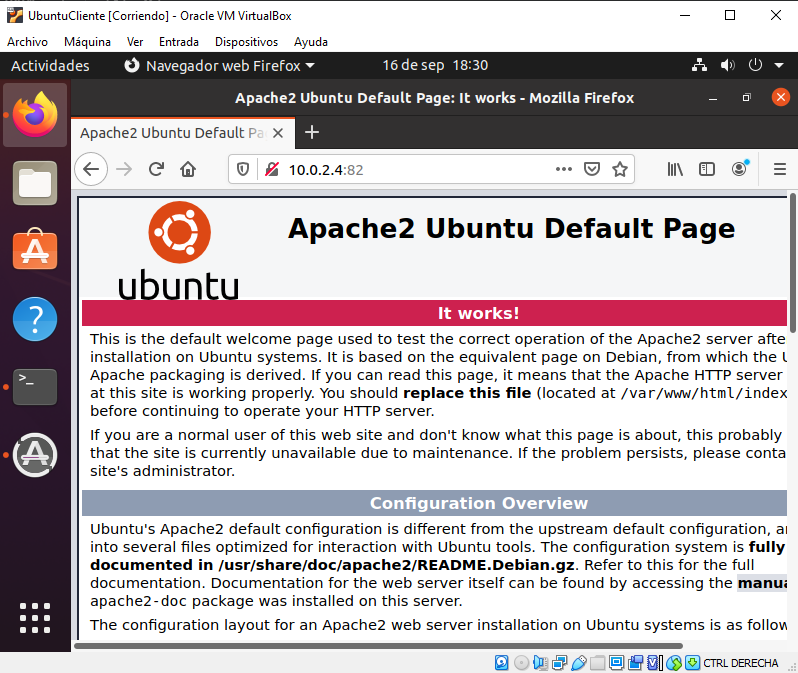 UbuntuCliente [Corriendo] - Oracle VM VirtualBox
Archivo Máquina Ver Entrada Dispositivos Ayuda
Actividades Navegador web Firefox 16 de sep 18:30
Apache2 Ubuntu Default Page: It works - Mozilla Firefox
Apache2 Ubuntu Default Pa
10.0.2.4:82
Apache2 Ubuntu Default Page
ubuntu
It works!
This is the default welcome page used to test the correct operation of the Apache2 server afte
installation on Ubuntu systems. It is based on the equivalent page on Debian, from which the U
Apache packaging is derived. If you can read this page, it means that the Apache HTTP server
at this site is working properly. You should replace this file (located at /var/www/html/index
before continuing to operate your HTTP server.
If you are a normal user of this web site and don't know what this page is about, this probably
that the site is currently unavailable due to maintenance. If the problem persists, please conta
site's administrator.
Configuration Overview
Ubuntu's Apache2 default configuration is different from the upstream default configuration, a
into several files optimized for interaction with Ubuntu tools. The configuration system is fully
documented in /usr/share/doc/apache2/README.Debian.gz. Refer to this for the full
documentation. Documentation for the web server itself can be found by accessing the manua
apache2-doc package was installed on this server.
The configuration layout for an Apache2 web server installation on Ubuntu systems is as follow
CTRL DERECHA